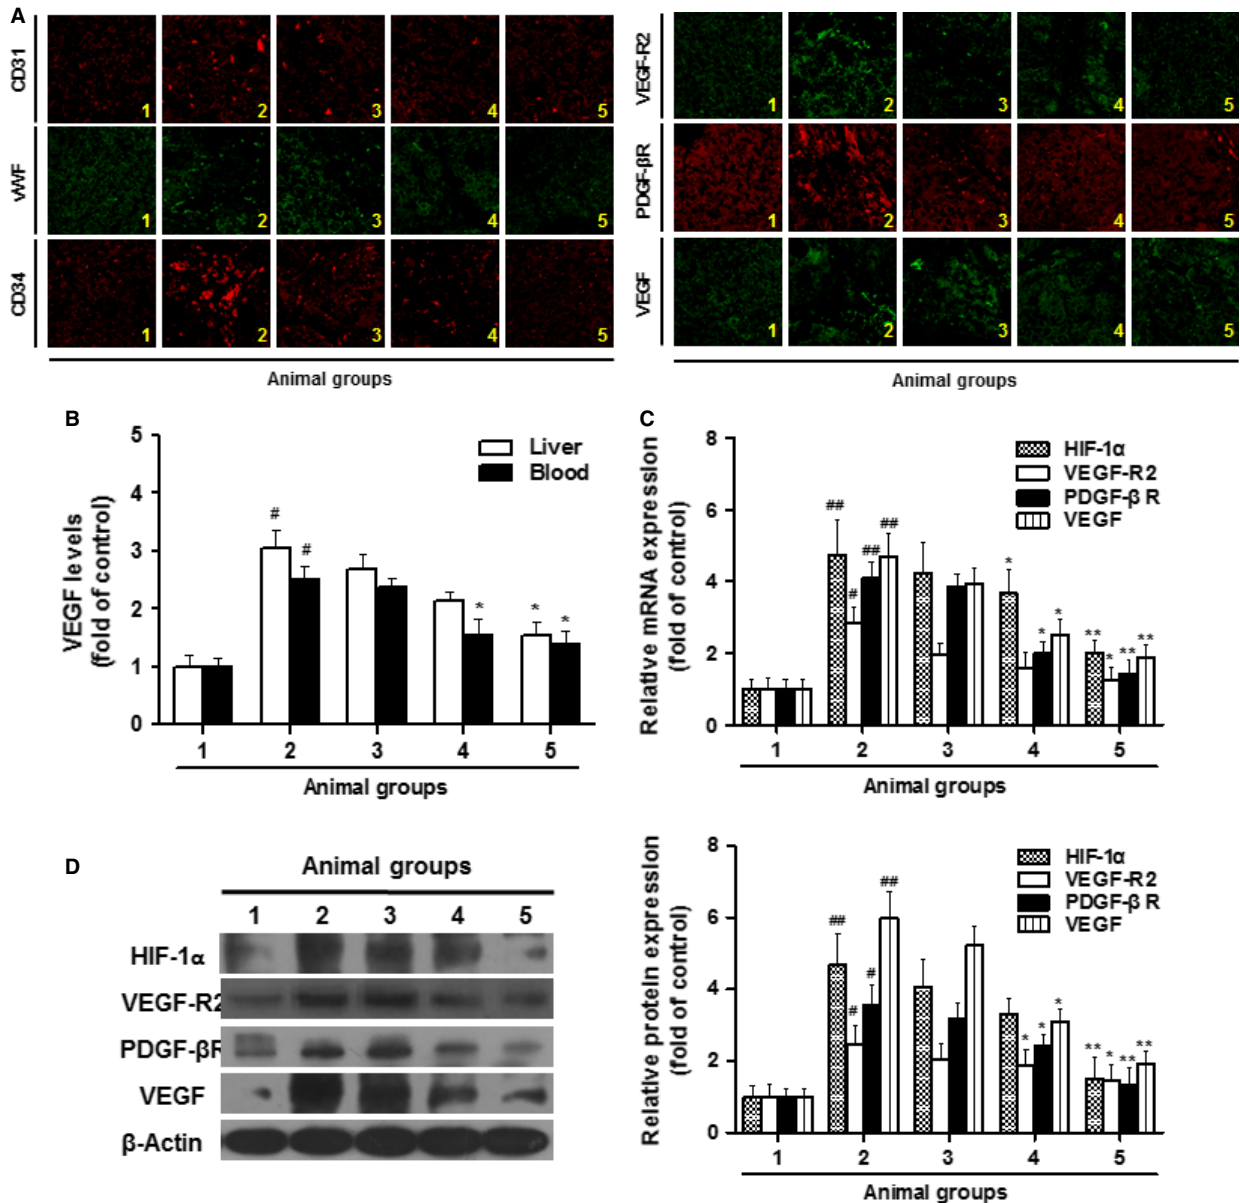 A
CD31
1 2 3 4 5
vWF
1 2 3 4 5
CD34
1 2 3 4 5
Animal groups
VEGF-R2
1 2 3 4 5
PDGF-βR
1 2 3 4 5
VEGF
1 2 3 4 5
Animal groups
B
VEGF levels
(fold of control)
5
4
3
2
1
0
Liver
Blood
# # * * *
1 2 3 4 5
Animal groups
C
Relative mRNA expression
(fold of control)
8
6
4
2
0
HIF-1α
VEGF-R2
PDGF-β R
VEGF
## # ## ## * * * ** * ** **
1 2 3 4 5
Animal groups
D
Animal groups
1 2 3 4 5
HIF-1α
VEGF-R2
PDGF-βR
VEGF
β-Actin
Relative protein expression
(fold of control)
8
6
4
2
0
HIF-1α
VEGF-R2
PDGF-β R
VEGF
## # # ## * * * ** * ** **
1 2 3 4 5
Animal groups